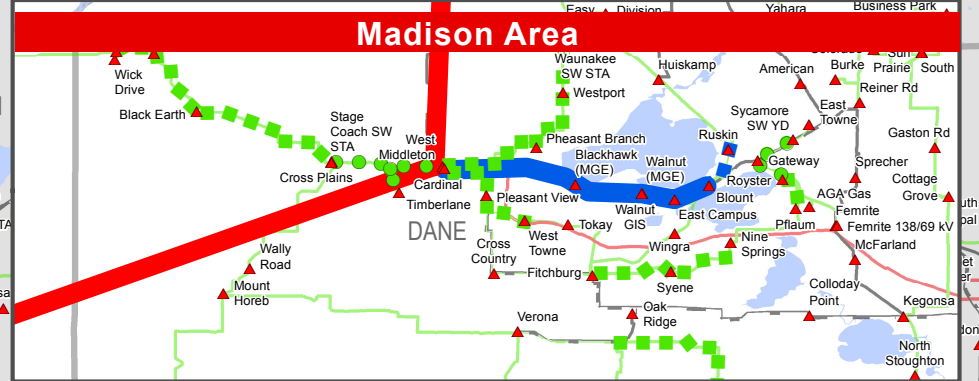 Easy
Division
Yahara
Business Park
Madison Area
Wick
Drive
Black Earth
Stage
Coach SW
STA
Cross Plains
West
Middleton
Cardinal
Timberlane
DANE
Waunakee
SW STA
Westport
Huiskamp
Pheasant Branch
Blackhawk
(MGE)
Walnut
(MGE)
Ruskin
Sycamore
SW YD
American
Burke
Sun
Prairie
South
Reiner Rd
East
Towne
Gaston Rd
Gateway
Sprecher
Cottage
Grove
Royster
Blount
AGA Gas
Pleasant View
Walnut
GIS
East Campus
Pflaum
Femrite
Femrite 138/69 kV
West
Towne
Tokay
Wingra
Nine
Springs
McFarland
Cross
Country
Fitchburg
Syene
Wally
Road
Mount
Horeb
Colloday
Point
Kegonsa
Verona
Oak
Ridge
North
Stoughton